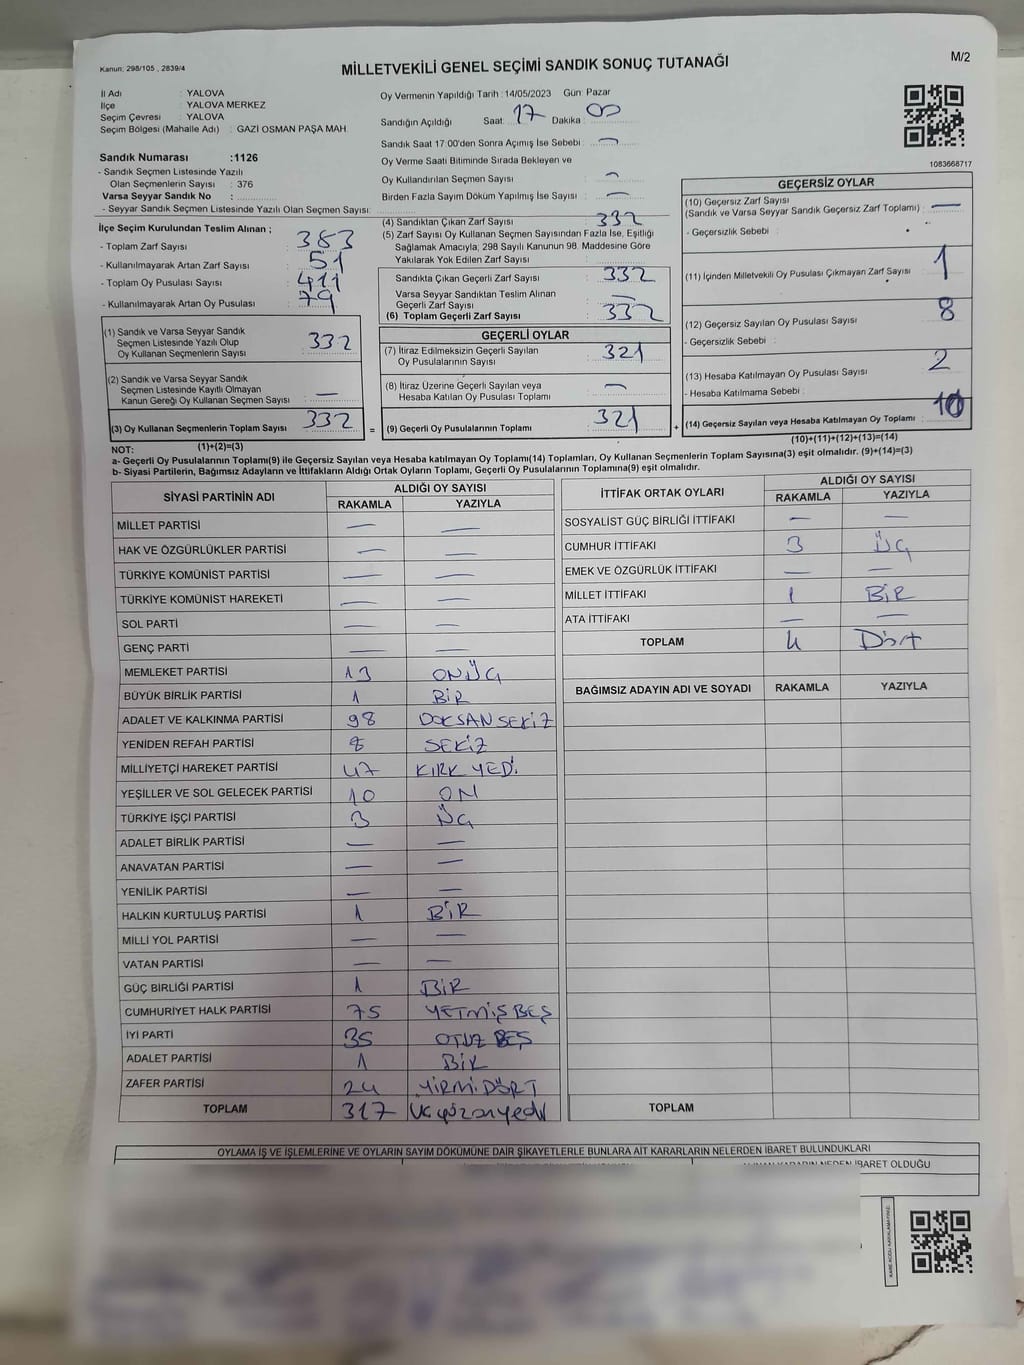 Kanun: 298/105 , 2839/4
MİLLETVEKİLİ GENEL SEÇİMİ SANDIK SONUÇ TUTANAĞI
M/2
İl Adı : YALOVA
İlçe : YALOVA MERKEZ
Seçim Çevresi : YALOVA
Seçim Bölgesi (Mahalle Adı) : GAZİ OSMAN PAŞA MAH.
Sandık Numarası :1126
- Sandık Seçmen Listesinde Yazılı
Olan Seçmenlerin Sayısı : 376
Varsa Seyyar Sandık No :
- Seyyar Sandık Seçmen Listesinde Yazılı Olan Seçmen Sayısı:
Oy Vermenin Yapıldığı Tarih : 14/05/2023 Gün: Pazar
Sandığın Açıldığı Saat: 17 Dakika 00
Sandık Saat 17:00'den Sonra Açımış İse Sebebi : —
Oy Verme Saati Bitiminde Sırada Bekleyen ve
Oy Kullandırılan Seçmen Sayısı —
Birden Fazla Sayım Döküm Yapılmış İse Sayısı —
1083668717
İlçe Seçim Kurulundan Teslim Alınan ;
- Toplam Zarf Sayısı : 383
- Kullanılmayarak Artan Zarf Sayısı : 51
- Toplam Oy Pusulası Sayısı : 411
- Kullanılmayarak Artan Oy Pusulası : 79
(1) Sandık ve Varsa Seyyar Sandık
Seçmen Listesinde Yazılı Olup
Oy Kullanan Seçmenlerin Sayısı : 332
(2) Sandık ve Varsa Seyyar Sandık
Seçmen Listesinde Kayıtlı Olmayan
Kanun Gereği Oy Kullanan Seçmen Sayısı : —
(3) Oy Kullanan Seçmenlerin Toplam Sayısı : 332
(4) Sandıktan Çıkan Zarf Sayısı : 332
(5) Zarf Sayısı Oy Kullanan Seçmen Sayısından Fazla İse, Eşitliği
Sağlamak Amacıyla, 298 Sayılı Kanunun 98. Maddesine Göre
Yakılarak Yok Edilen Zarf Sayısı :
Sandıkta Çıkan Geçerli Zarf Sayısı : 332
Varsa Seyyar Sandıktan Teslim Alınan
Geçerli Zarf Sayısı : —
(6) Toplam Geçerli Zarf Sayısı : 332
GEÇERLİ OYLAR
(7) İtiraz Edilmeksizin Geçerli Sayılan
Oy Pusulalarının Sayısı : 321
(8) İtiraz Üzerine Geçerli Sayılan veya
Hesaba Katılan Oy Pusulası Toplamı : —
= (9) Geçerli Oy Pusulalarının Toplamı : 321 +
GEÇERSİZ OYLAR
(10) Geçersiz Zarf Sayısı
(Sandık ve Varsa Seyyar Sandık Geçersiz Zarf Toplamı) : —
- Geçersizlik Sebebi :
(11) İçinden Milletvekili Oy Pusulası Çıkmayan Zarf Sayısı : 1
(12) Geçersiz Sayılan Oy Pusulası Sayısı : 8
- Geçersizlik Sebebi :
(13) Hesaba Katılmayan Oy Pusulası Sayısı : 2
- Hesaba Katılmama Sebebi :
(14) Geçersiz Sayılan veya Hesaba Katılmayan Oy Toplamı : 10
NOT: (1)+(2)=(3) (10)+(11)+(12)+(13)=(14)
a- Geçerli Oy Pusulasının Toplamı(9) ile Geçersiz Sayılan veya Hesaba katılmayan Oy Toplamı(14) Toplamları, Oy Kullanan Seçmenlerin Toplam Sayısına(3) eşit olmalıdır. (9)+(14)=(3)
b- Siyasi Partilerin, Bağımsız Adayların ve İttifakların Aldığı Ortak Oyların Toplamı, Geçerli Oy Pusulalarının Toplamına(9) eşit olmalıdır.
SİYASİ PARTİNİN ADI ALDIĞI OY SAYISI
RAKAMLA YAZIYLA
MİLLET PARTİSİ — —
HAK VE ÖZGÜRLÜKLER PARTİSİ — —
TÜRKİYE KOMÜNİST PARTİSİ — —
TÜRKİYE KOMÜNİST HAREKETİ — —
SOL PARTİ — —
GENÇ PARTİ — —
MEMLEKET PARTİSİ 13 ONÜÇ
BÜYÜK BİRLİK PARTİSİ 1 BİR
ADALET VE KALKINMA PARTİSİ 98 DOKSAN SEKİZ
YENİDEN REFAH PARTİSİ 8 SEKİZ
MİLLİYETÇİ HAREKET PARTİSİ 47 KIRK YEDİ
YEŞİLLER VE SOL GELECEK PARTİSİ 10 ON
TÜRKİYE İŞÇİ PARTİSİ 3 ÜÇ
ADALET BİRLİK PARTİSİ — —
ANAVATAN PARTİSİ — —
YENİLİK PARTİSİ — —
HALKIN KURTULUŞ PARTİSİ 1 BİR
MİLLİ YOL PARTİSİ — —
VATAN PARTİSİ — —
GÜÇ BİRLİĞİ PARTİSİ 1 BİR
CUMHURİYET HALK PARTİSİ 75 YETMİŞ BEŞ
İYİ PARTİ 35 OTUZ BEŞ
ADALET PARTİSİ 1 BİR
ZAFER PARTİSİ 24 YİRMİ DÖRT
TOPLAM 317 üçyüzonyedi
İTTİFAK ORTAK OYLARI ALDIĞI OY SAYISI
RAKAMLA YAZIYLA
SOSYALİST GÜÇ BİRLİĞİ İTTİFAKI — —
CUMHUR İTTİFAKI 3 ÜÇ
EMEK VE ÖZGÜRLÜK İTTİFAKI — —
MİLLET İTTİFAKI 1 BİR
ATA İTTİFAKI — —
TOPLAM 4 Dört
BAĞIMSIZ ADAYIN ADI VE SOYADI RAKAMLA YAZIYLA
TOPLAM
OYLAMA İŞ VE İŞLEMLERİNE VE OYLARIN SAYIM DÖKÜMÜNE DAİR ŞİKAYETLERLE BUNLARA AİT KARARLARIN NELERDEN İBARET BULUNDUKLARI
İBARET OLDUĞU